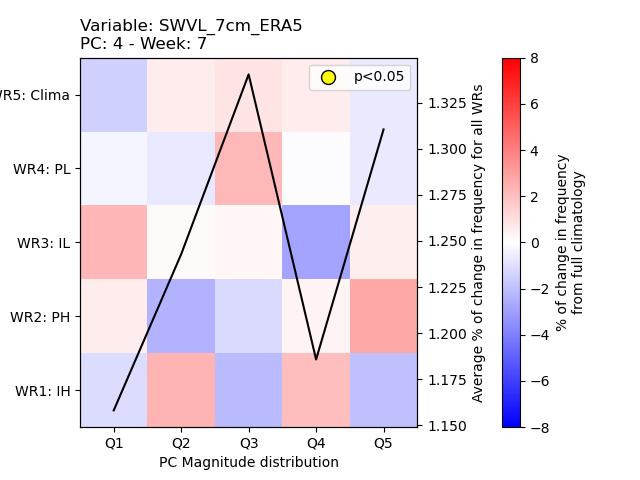 Variable: SWVL_7cm_ERA5
PC: 4 - Week: 7
p<0.05
WR5: Clima
WR4: PL
WR3: IL
WR2: PH
WR1: IH
Q1 Q2 Q3 Q4 Q5
PC Magnitude distribution
1.325
1.300
1.275
1.250
1.225
1.200
1.175
1.150
Average % of change in frequency for all WRs
8
6
4
2
0
−2
−4
−6
−8
% of change in frequency
from full climatology